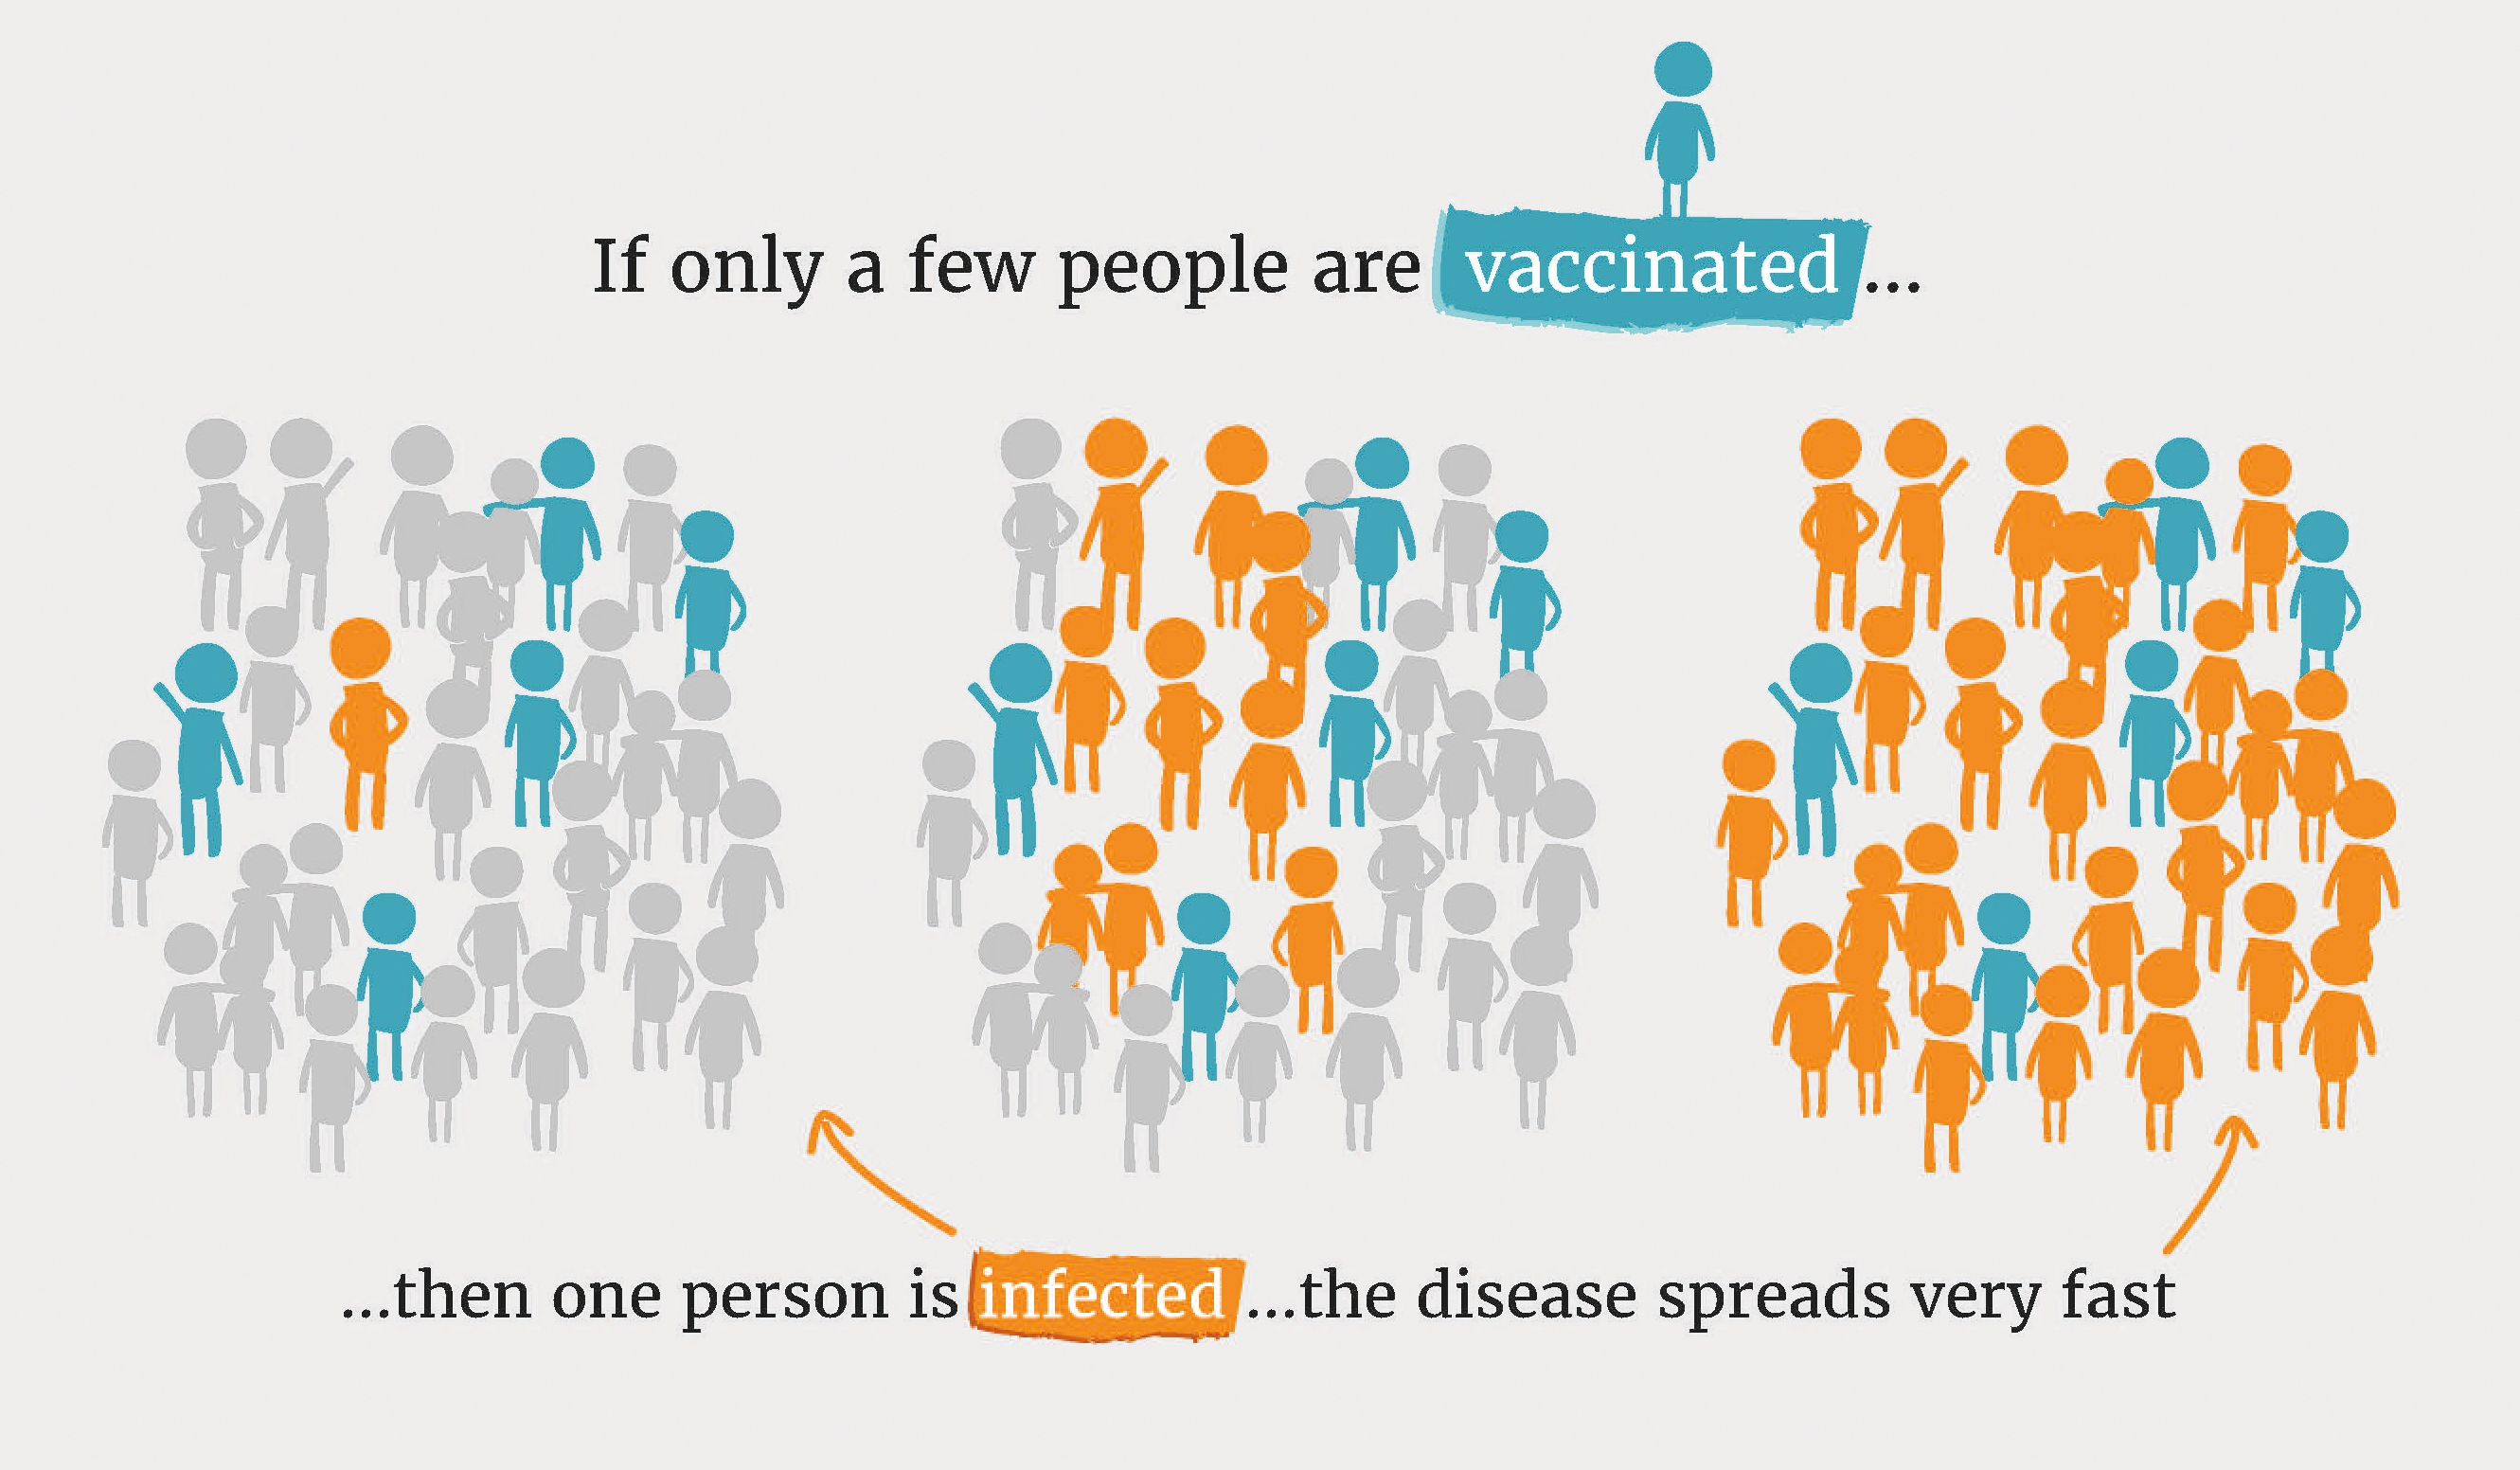 If only a few people are vaccinated ...
...then one person is infected ...the disease spreads very fast